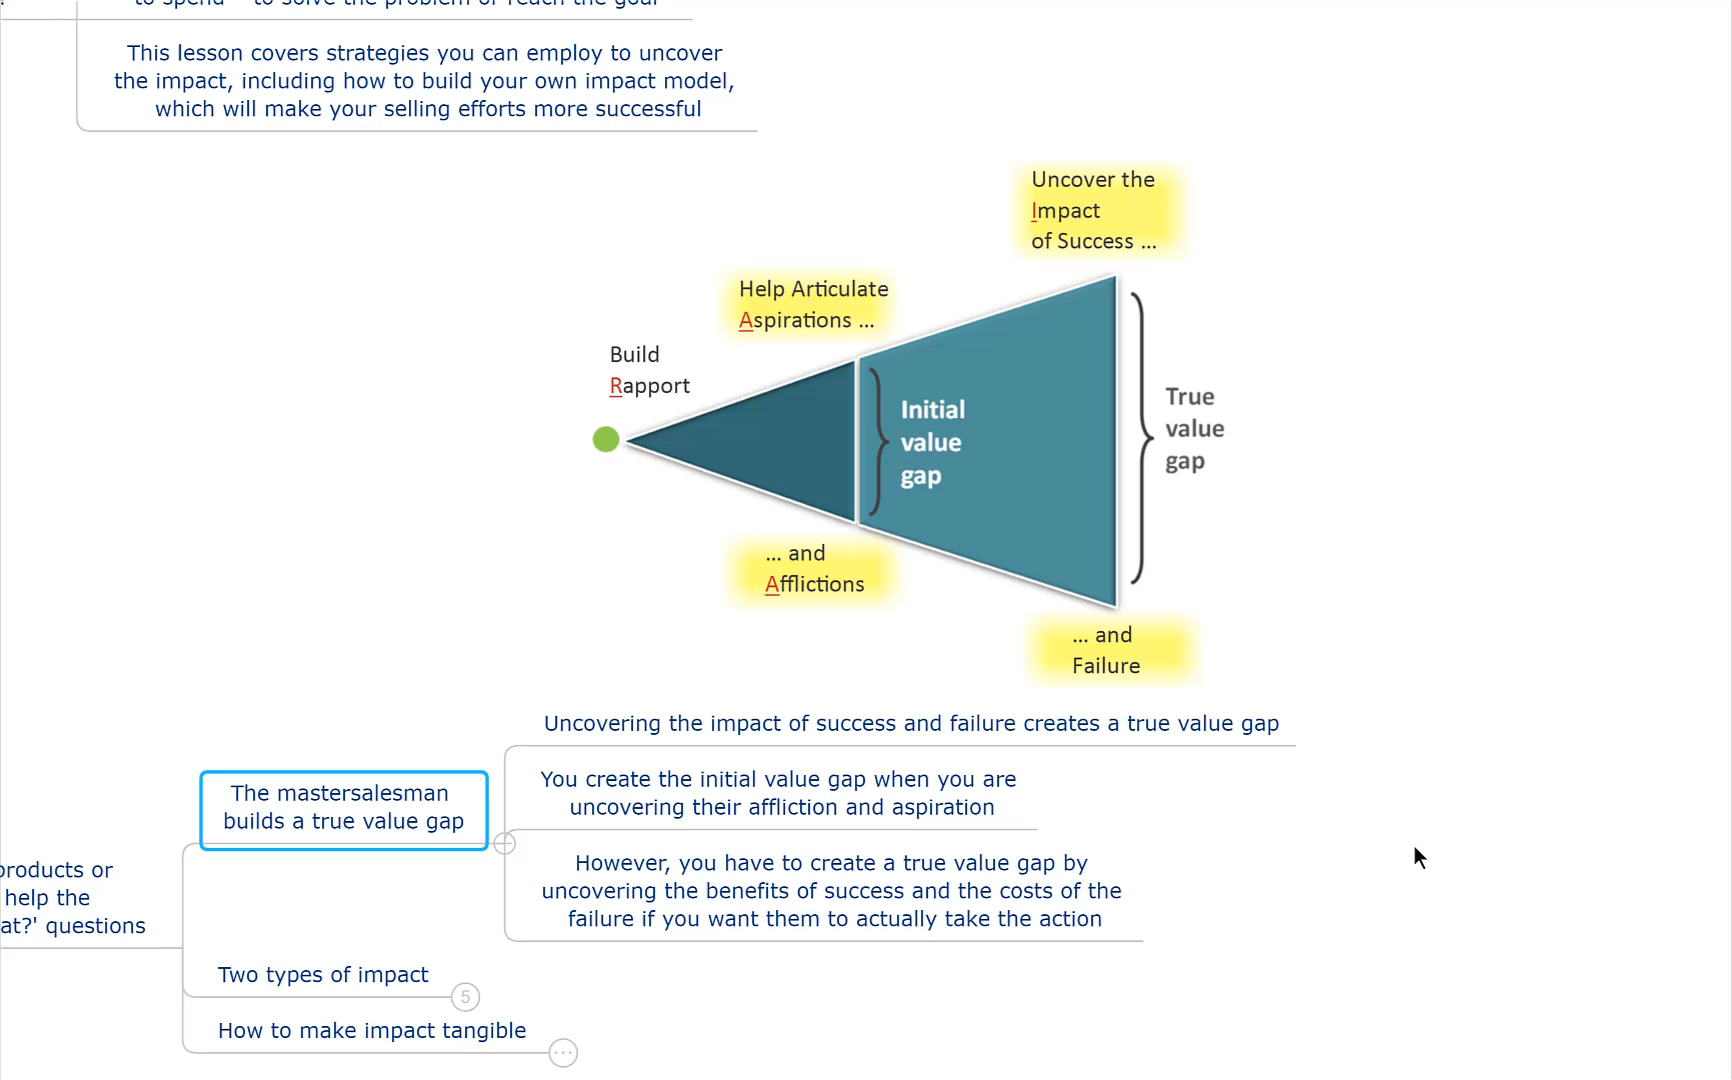 This lesson covers strategies you can employ to uncover
the impact, including how to build your own impact model,
which will make your selling efforts more successful
Uncover the
Impact
of Success ...
Help Articulate
Aspirations ...
Build
Rapport
Initial
value
gap
True
value
gap
... and
Afflictions
... and
Failure
Uncovering the impact of success and failure creates a true value gap
The mastersalesman
builds a true value gap
You create the initial value gap when you are
uncovering their affliction and aspiration
However, you have to create a true value gap by
uncovering the benefits of success and the costs of the
failure if you want them to actually take the action
products or
help the
at?' questions
Two types of impact
5
How to make impact tangible